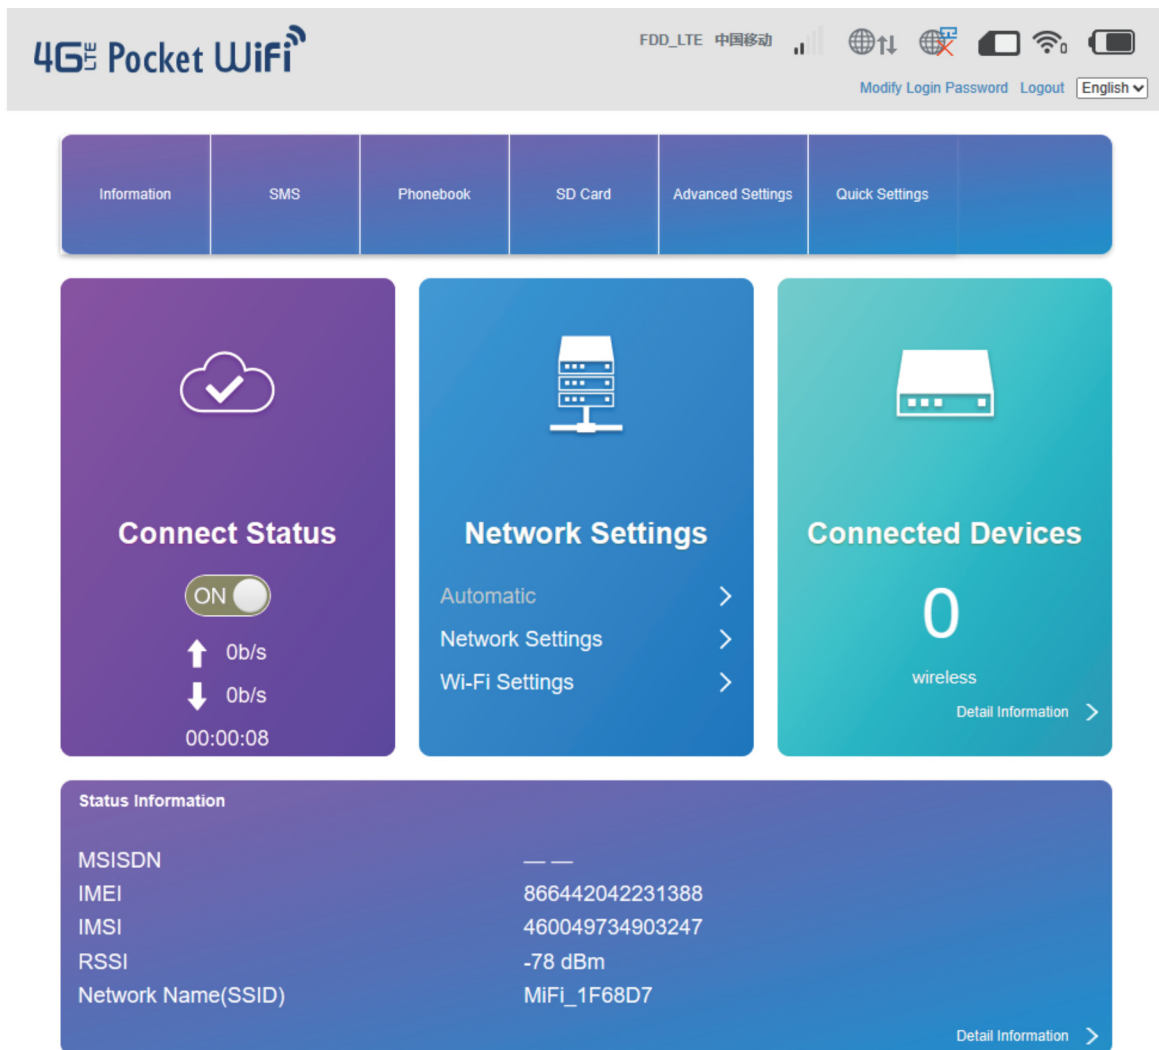 4G LTE Pocket WiFi
FDD_LTE 中国移动
0
Modify Login Password Logout English
Information SMS Phonebook SD Card Advanced Settings Quick Settings
Connect Status
ON
0b/s
0b/s
00:00:08
Network Settings
Automatic
Network Settings
Wi-Fi Settings
Connected Devices
0
wireless
Detail Information
Status Information
MSISDN — —
IMEI 866442042231388
IMSI 460049734903247
RSSI -78 dBm
Network Name(SSID) MiFi_1F68D7
Detail Information